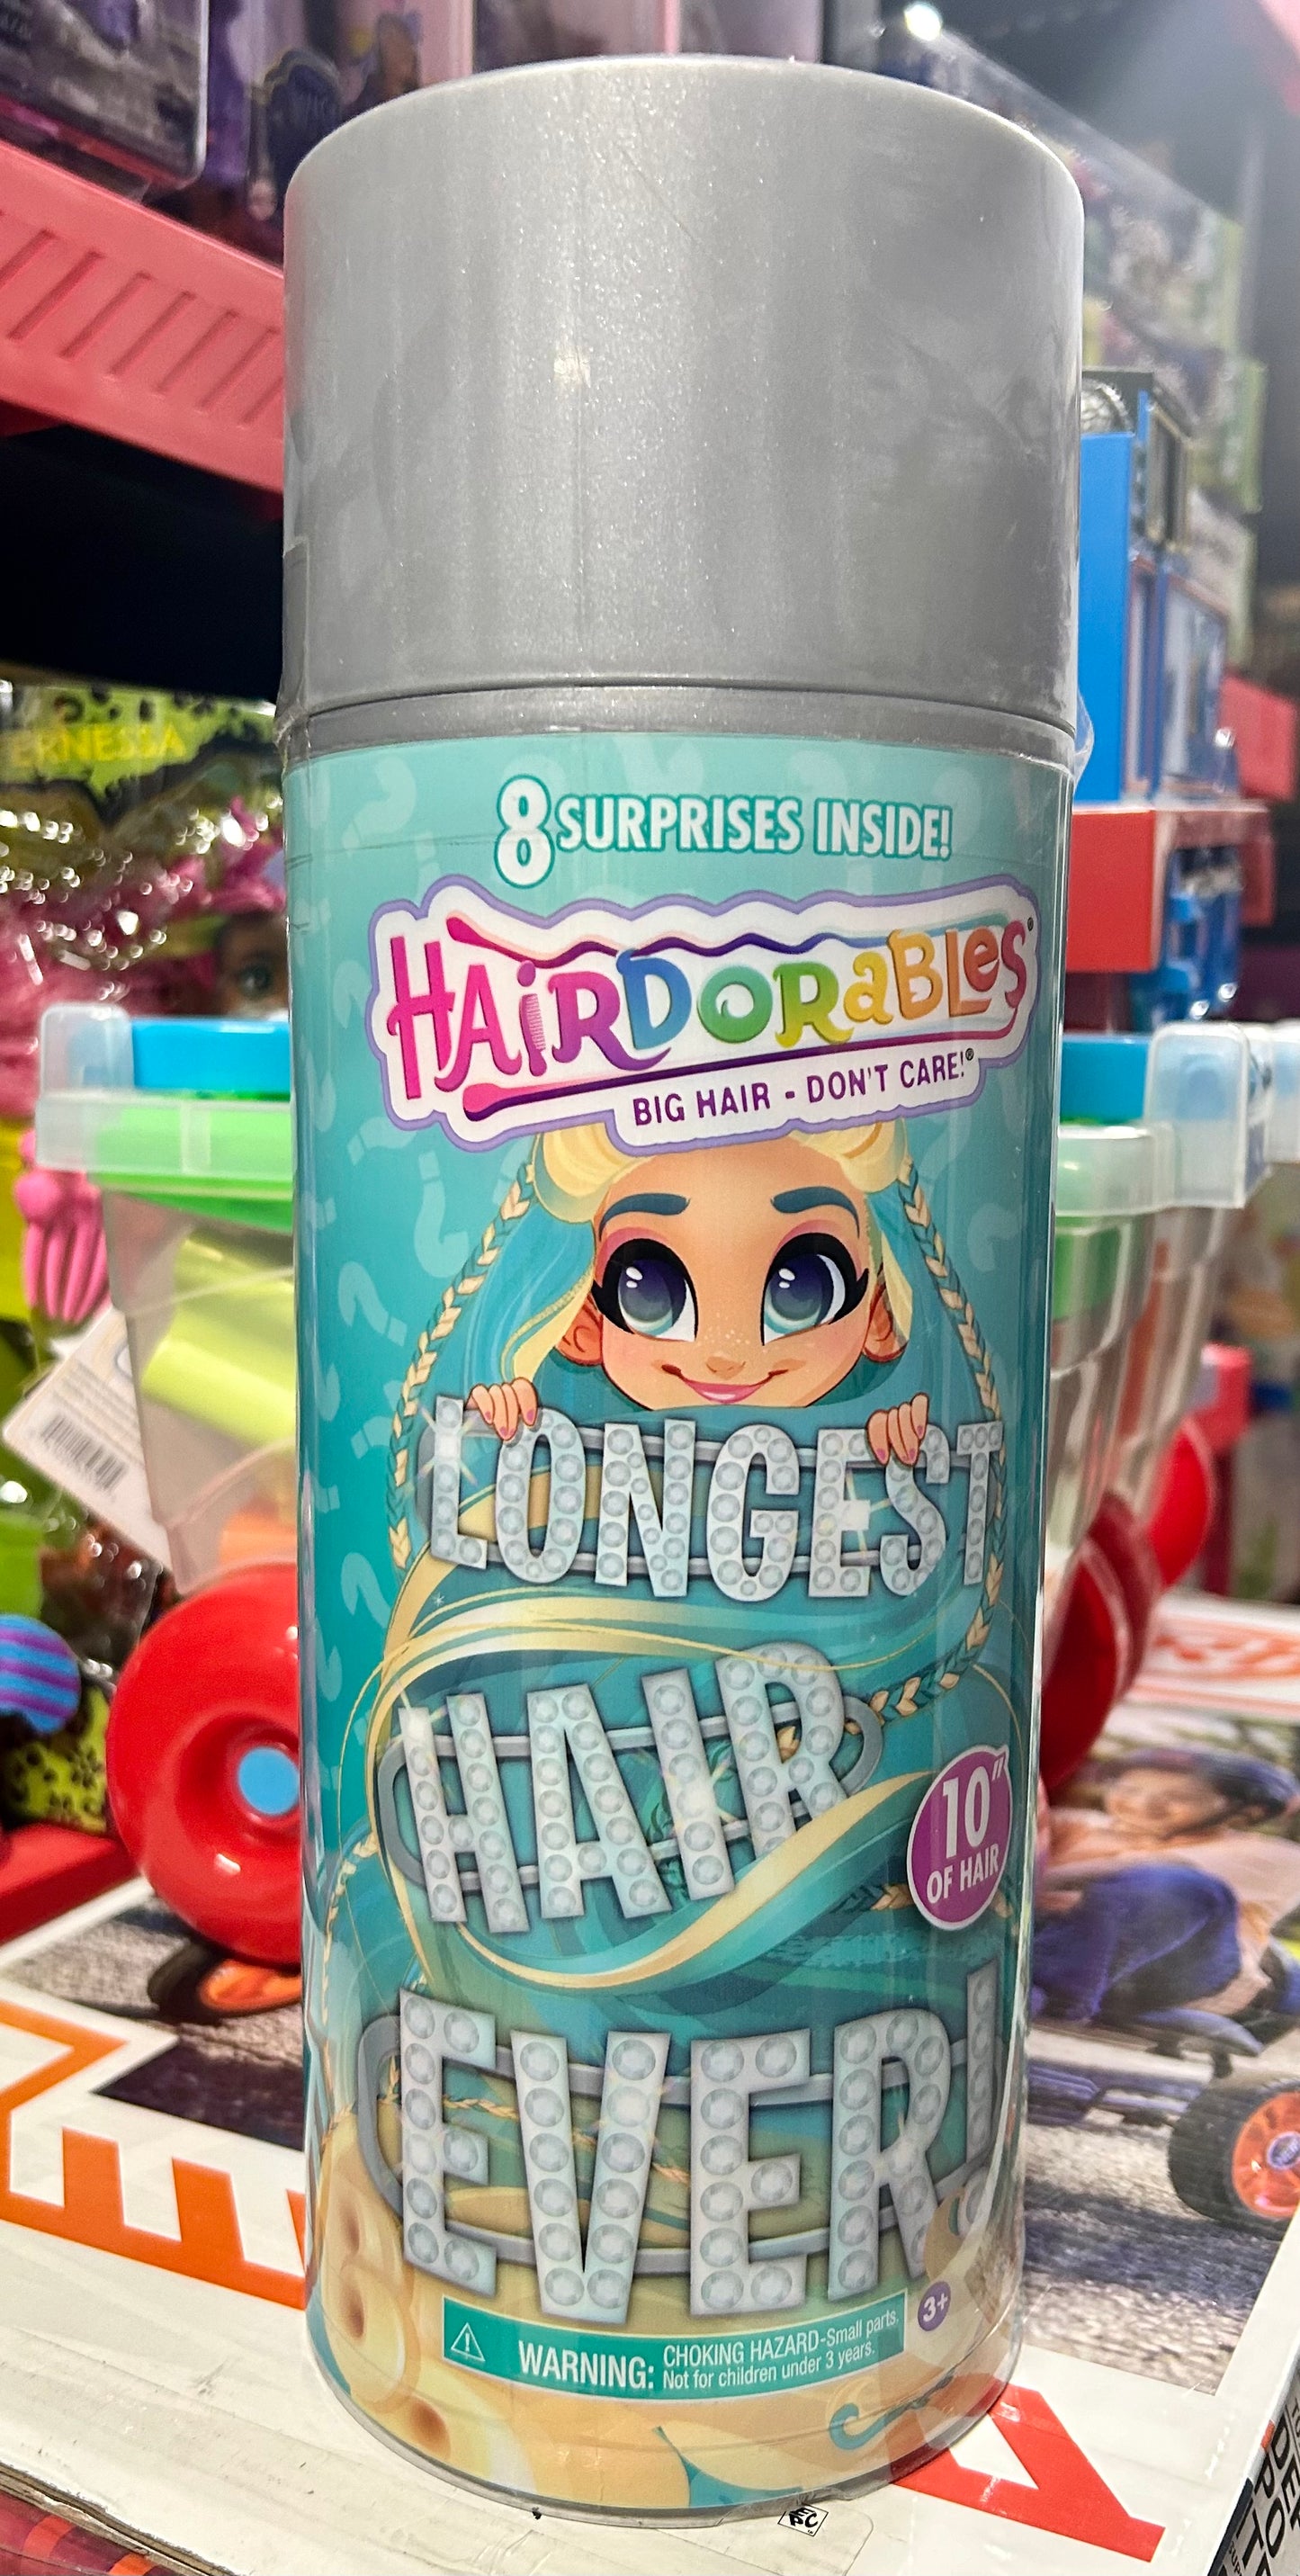 8 SURPRISES INSIDE!
HAiRDORaBLes®
BIG HAIR - DON'T CARE!®
LONGEST
HAIR
10"
OF HAIR
EVER!
3+
WARNING: CHOKING HAZARD-Small parts.
Not for children under 3 years.